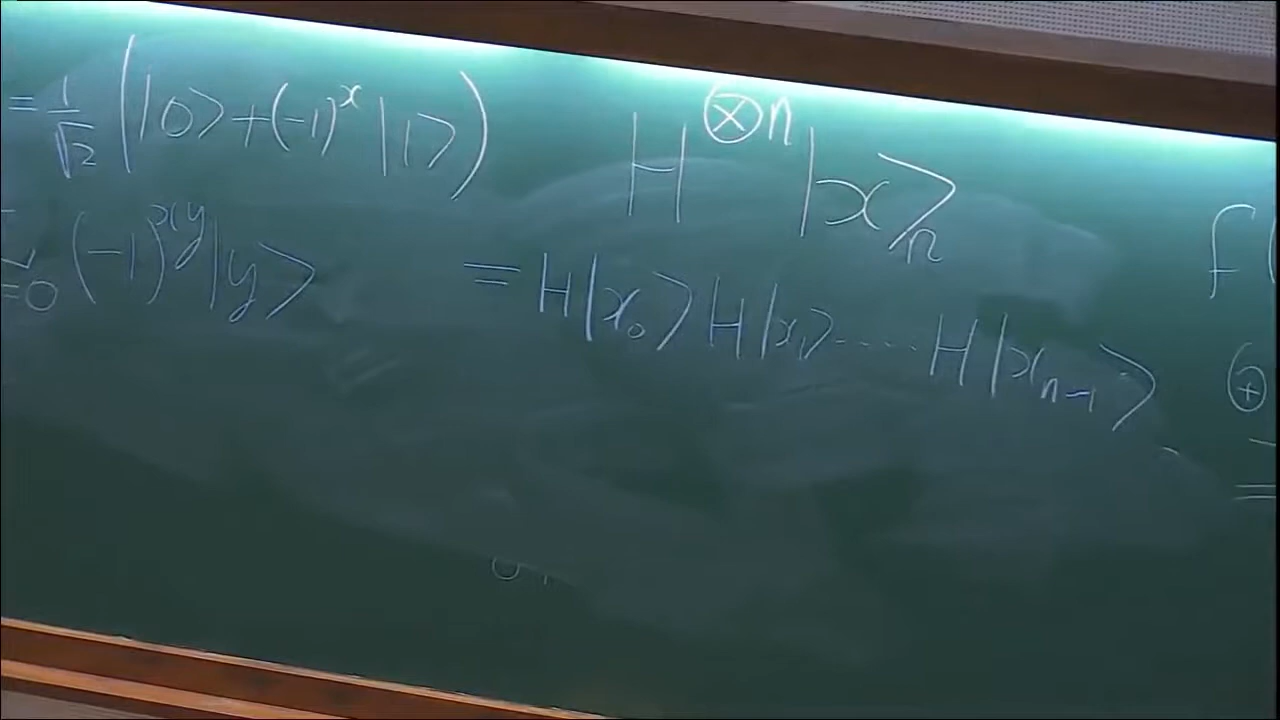 = 1/√2 (|0> + (-1)^x |1>)
=0 (-1)^{xy} |y>
H^{⊗n} |x>_n
= H|x_0> H|x_1> ..... H|x_{n-1}>
f(
⊕
=